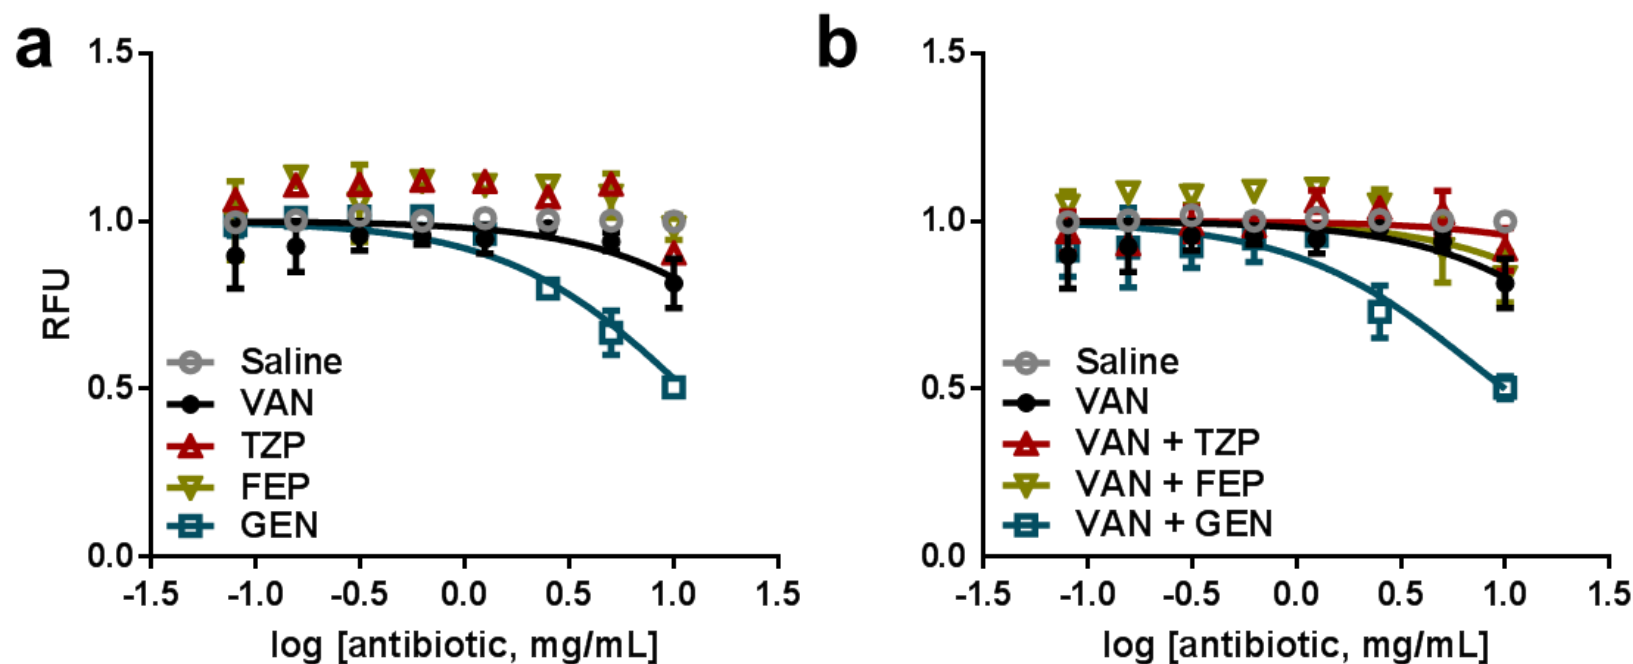 a
1.5
1.0
0.5
0.0
RFU
Saline
VAN
TZP
FEP
GEN
-1.5 -1.0 -0.5 0.0 0.5 1.0 1.5
log [antibiotic, mg/mL]
b
1.5
1.0
0.5
0.0
Saline
VAN
VAN + TZP
VAN + FEP
VAN + GEN
-1.5 -1.0 -0.5 0.0 0.5 1.0 1.5
log [antibiotic, mg/mL]